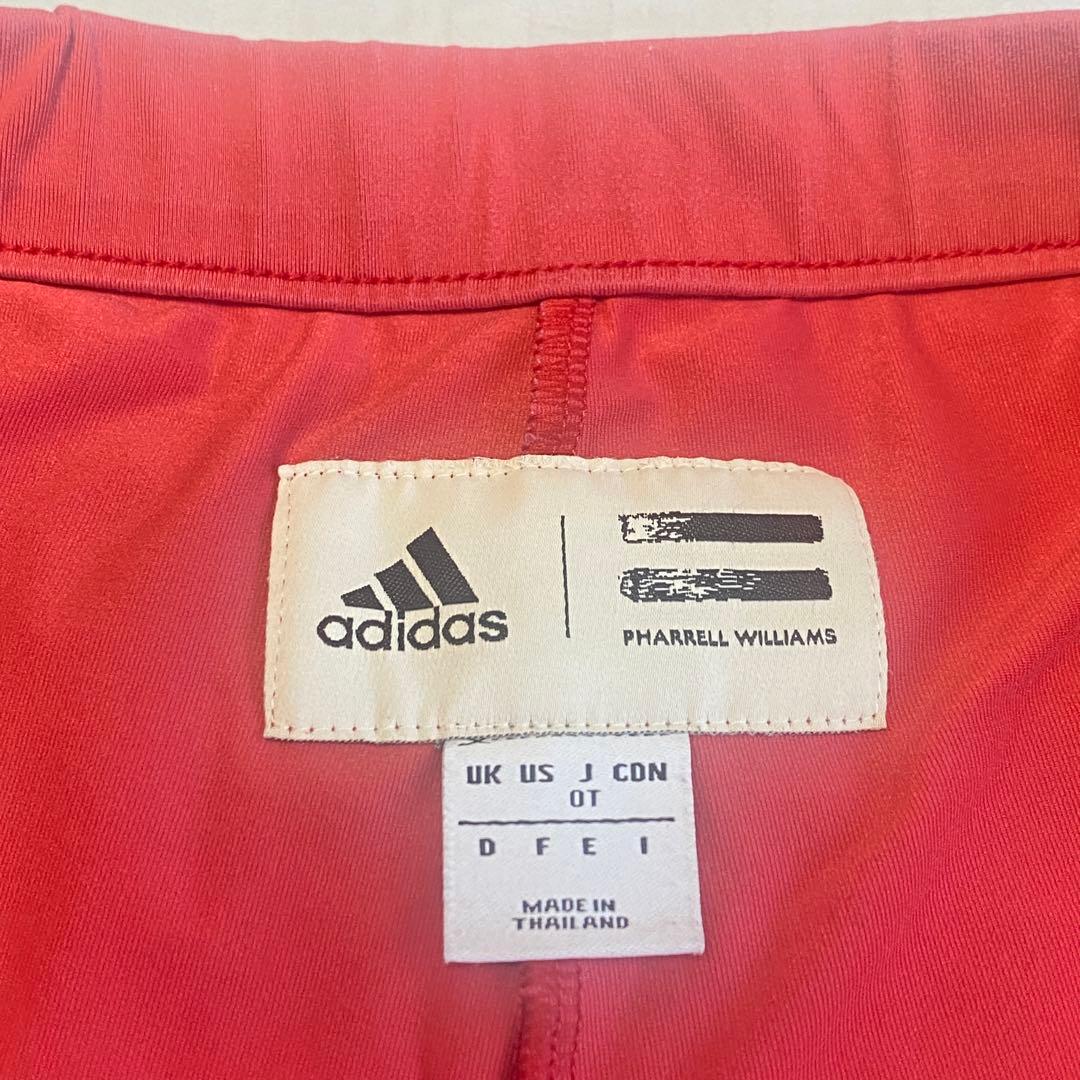 adidas
PHARRELL WILLIAMS
UK US J CDN
OT
D F E I
MADE IN
THAILAND